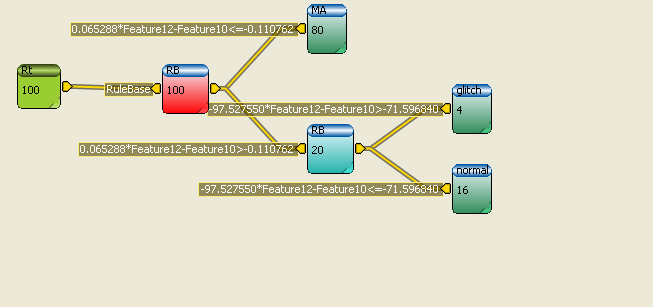 MA
0.065288*Feature12-Feature10<=-0.110762
80
Rt
RB
100
RuleBase
100
glitch
-97.527550*Feature12-Feature10>-71.596840
4
RB
0.065288*Feature12-Feature10>-0.110762
20
normal
-97.527550*Feature12-Feature10<=-71.596840
16